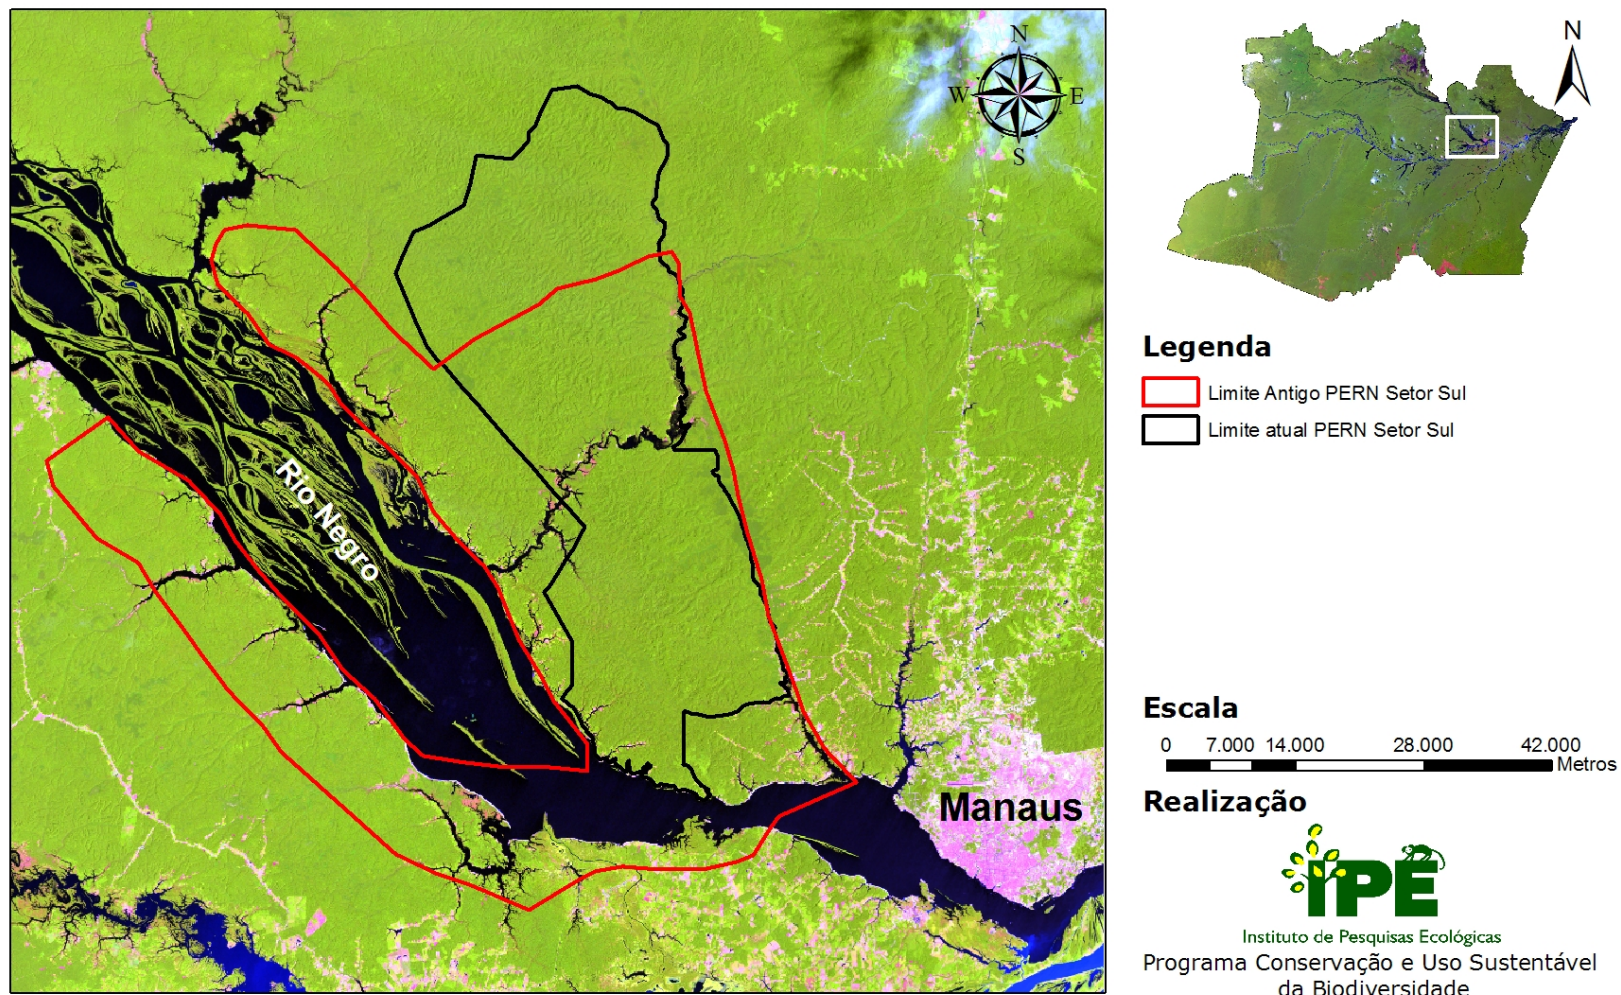 N
W E
S
Rio Negro
Manaus
N
Legenda
Limite Antigo PERN Setor Sul
Limite atual PERN Setor Sul
Escala
0 7.000 14.000 28.000 42.000
Metros
Realização
IPÊ
Instituto de Pesquisas Ecológicas
Programa Conservação e Uso Sustentável
da Biodiversidade